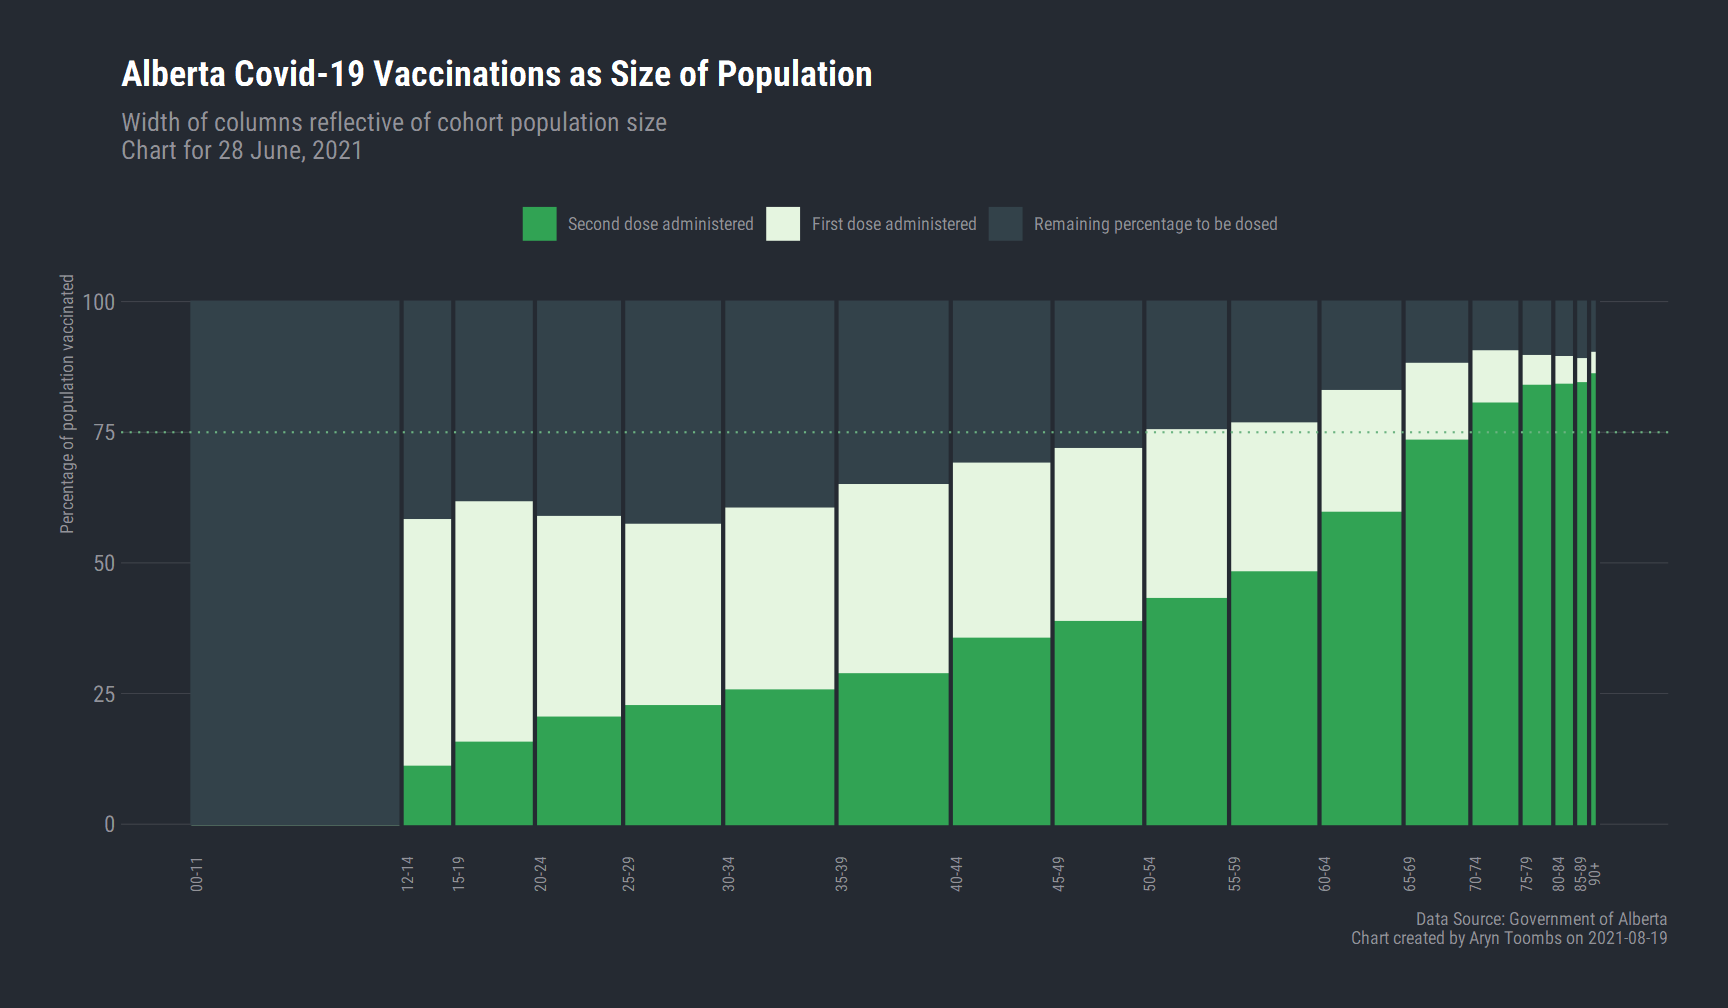 Alberta Covid-19 Vaccinations as Size of Population
Width of columns reflective of cohort population size
Chart for 28 June, 2021
Second dose administered
First dose administered
Remaining percentage to be dosed
Percentage of population vaccinated
100
75
50
25
0
00-11
12-14
15-19
20-24
25-29
30-34
35-39
40-44
45-49
50-54
55-59
60-64
65-69
70-74
75-79
80-84
85-89
90+
Data Source: Government of Alberta
Chart created by Aryn Toombs on 2021-08-19